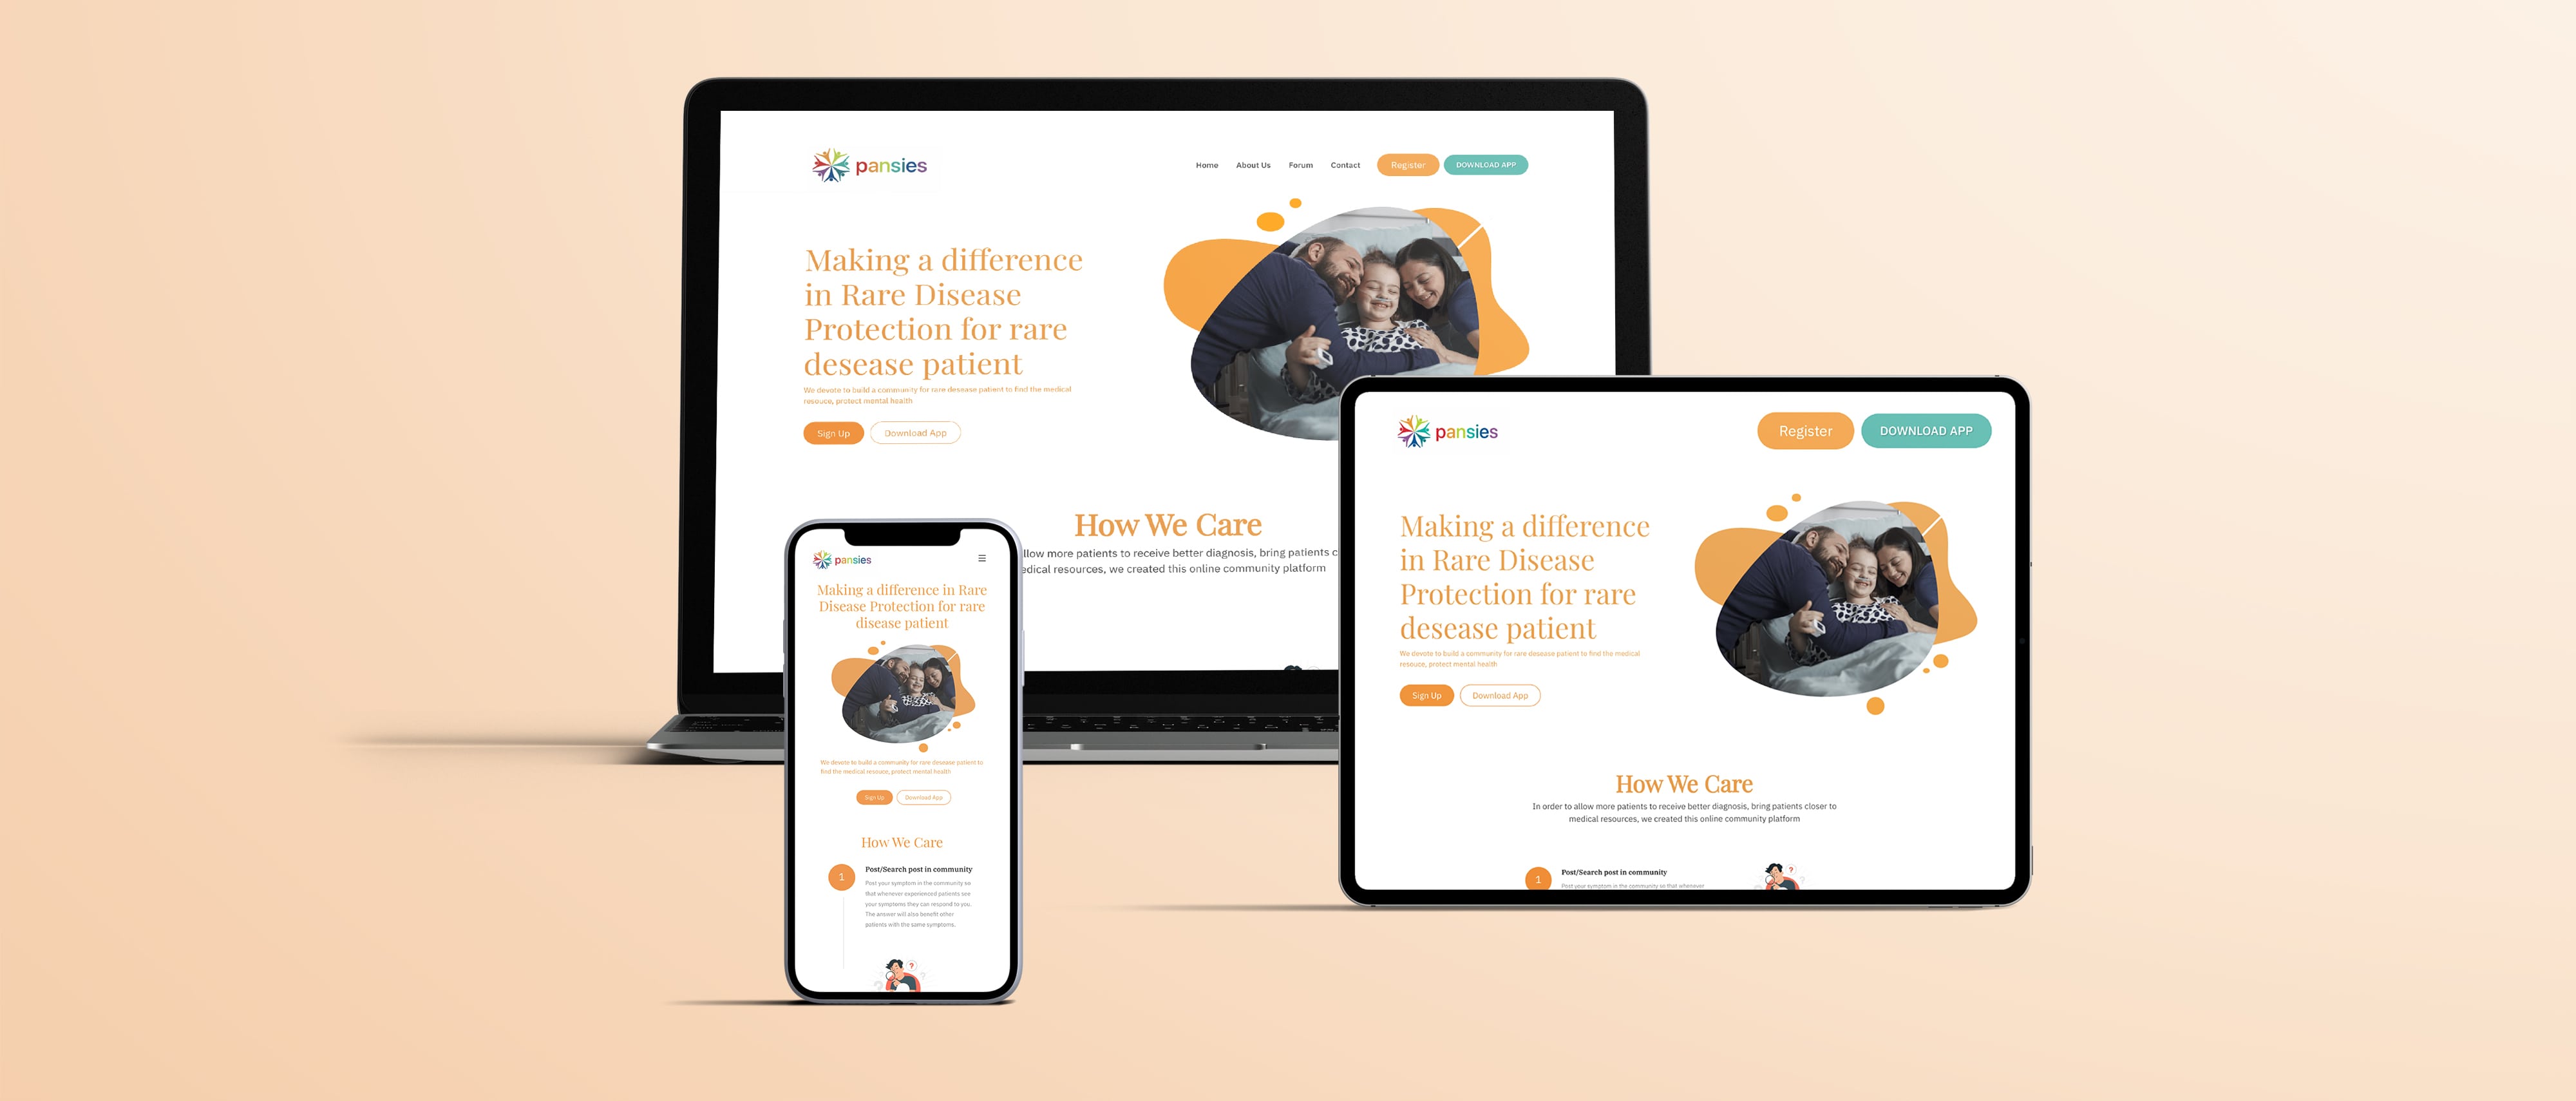 pansies
Home About Us Forum Contact Register DOWNLOAD APP
Making a difference
in Rare Disease
Protection for rare
desease patient
We devote to build a community for rare desease patient to find the medical
resouce, protect mental health
Sign Up Download App
How We Care
llow more patients to receive better diagnosis, bring patients c
edical resources, we created this online community platform
pansies
Making a difference in Rare
Disease Protection for rare
disease patient
We devote to build a community for rare desease patient to
find the medical resouce, protect mental health
Sign Up Download App
How We Care
1
Post/Search post in community
Post your symptom in the community so
that whenever experienced patients see
your symptoms they can respond to you.
The answer will also benefit other
patients with the same symptoms.
?
?
?
pansies
Register DOWNLOAD APP
Making a difference
in Rare Disease
Protection for rare
desease patient
We devote to build a community for rare desease patient to find the medical
resouce, protect mental health
Sign Up Download App
How We Care
In order to allow more patients to receive better diagnosis, bring patients closer to
medical resources, we created this online community platform
1
Post/Search post in community
Post your symptom in the community so that whenever
?